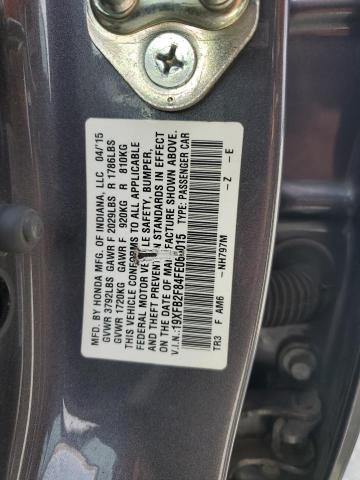 MFD. BY HONDA MFG. OF INDIANA, LLC 04/'15
GVWR 3792LBS GAWR F 2029LBS R 1786LBS
GVWR 1720KG GAWR F 920KG R 810KG
THIS VEHICLE CONFORMS TO ALL APPLICABLE
FEDERAL MOTOR VEHICLE SAFETY, BUMPER,
AND THEFT PREVENTION STANDARDS IN EFFECT
ON THE DATE OF MANUFACTURE SHOWN ABOVE.
V.I.N.: TYPE: PASSENGER CAR
TR3 F AM6 -NH797M -Z -E